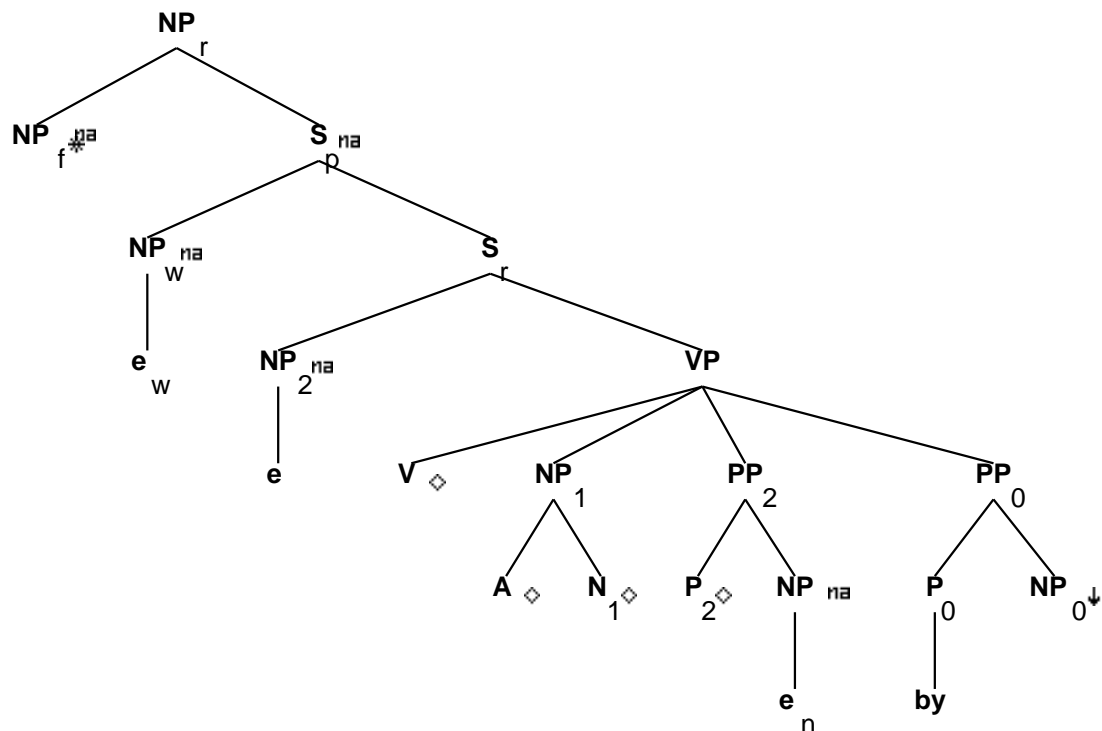 NP r
NP f * na S p na
NP w na S r
e w NP 2 na VP
e V ◇ NP 1 PP 2 PP 0
A ◇ N 1 ◇ P 2 ◇ NP na P 0 NP 0 ↓
e n by